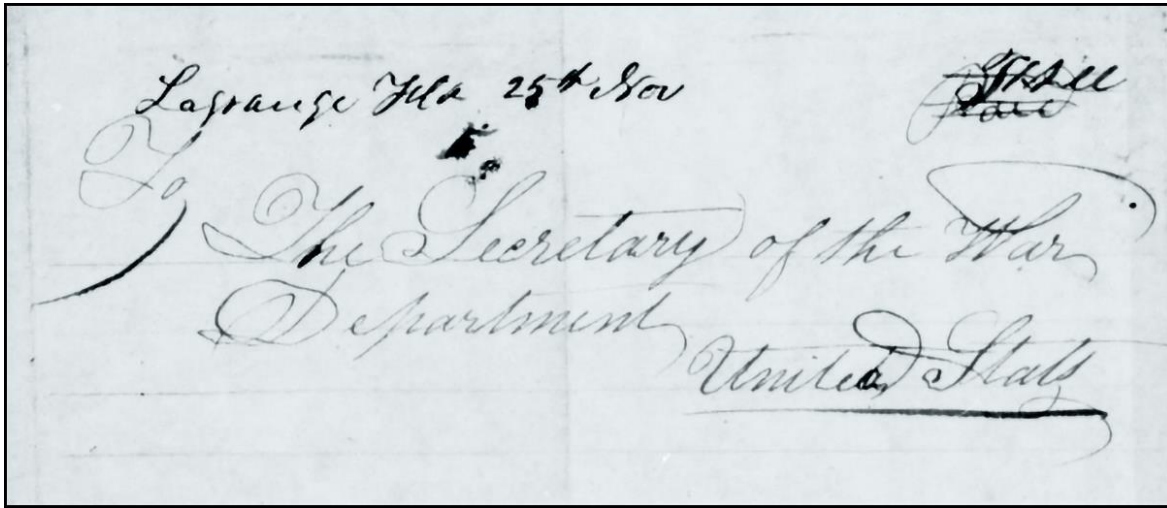 Lagrange Fla 25th Nov
To
The Secretary of the War
Department
United States